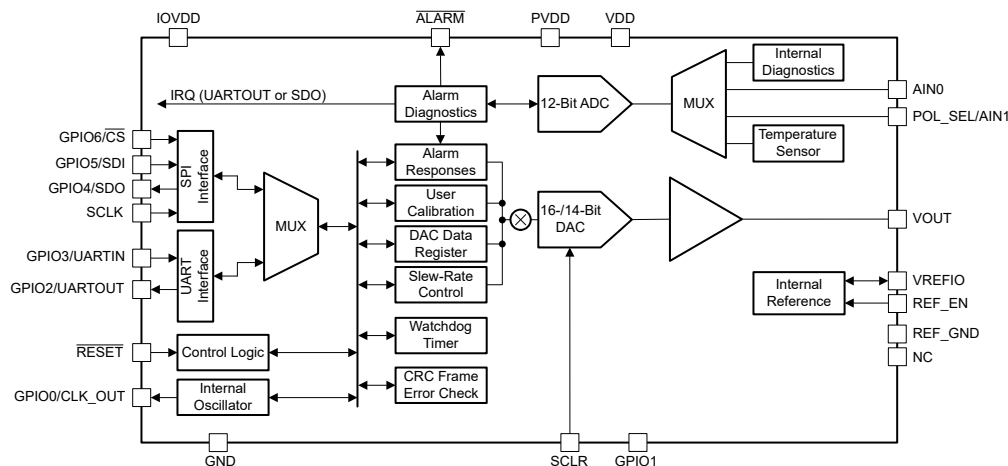 IOVDD
ALARM
PVDD
VDD
IRQ (UARTOUT or SDO)
Alarm
Diagnostics
12-Bit ADC
MUX
Internal
Diagnostics
Temperature
Sensor
AIN0
POL_SEL/AIN1
GPIO6/CS
GPIO5/SDI
GPIO4/SDO
SCLK
SPI
Interface
GPIO3/UARTIN
GPIO2/UARTOUT
UART
Interface
MUX
Alarm
Responses
User
Calibration
DAC Data
Register
Slew-Rate
Control
16-/14-Bit
DAC
VOUT
Internal
Reference
VREFIO
REF_EN
REF_GND
NC
RESET
Control Logic
Watchdog
Timer
GPIO0/CLK_OUT
Internal
Oscillator
CRC Frame
Error Check
GND
SCLR
GPIO1